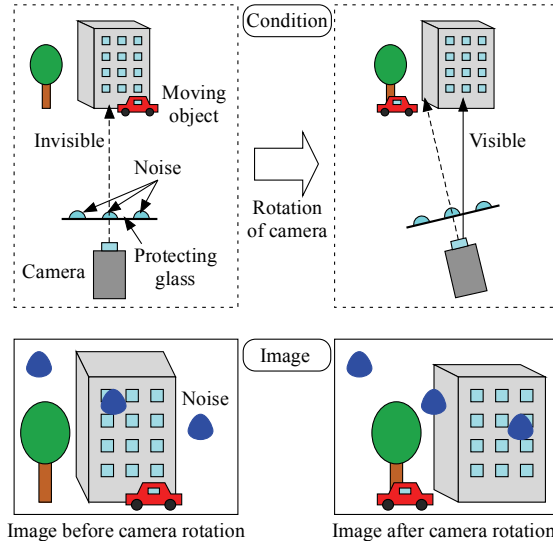 Condition
Moving
object
Invisible
Noise
Camera
Protecting
glass
Rotation
of camera
Visible
Image
Noise
Image before camera rotation
Image after camera rotation